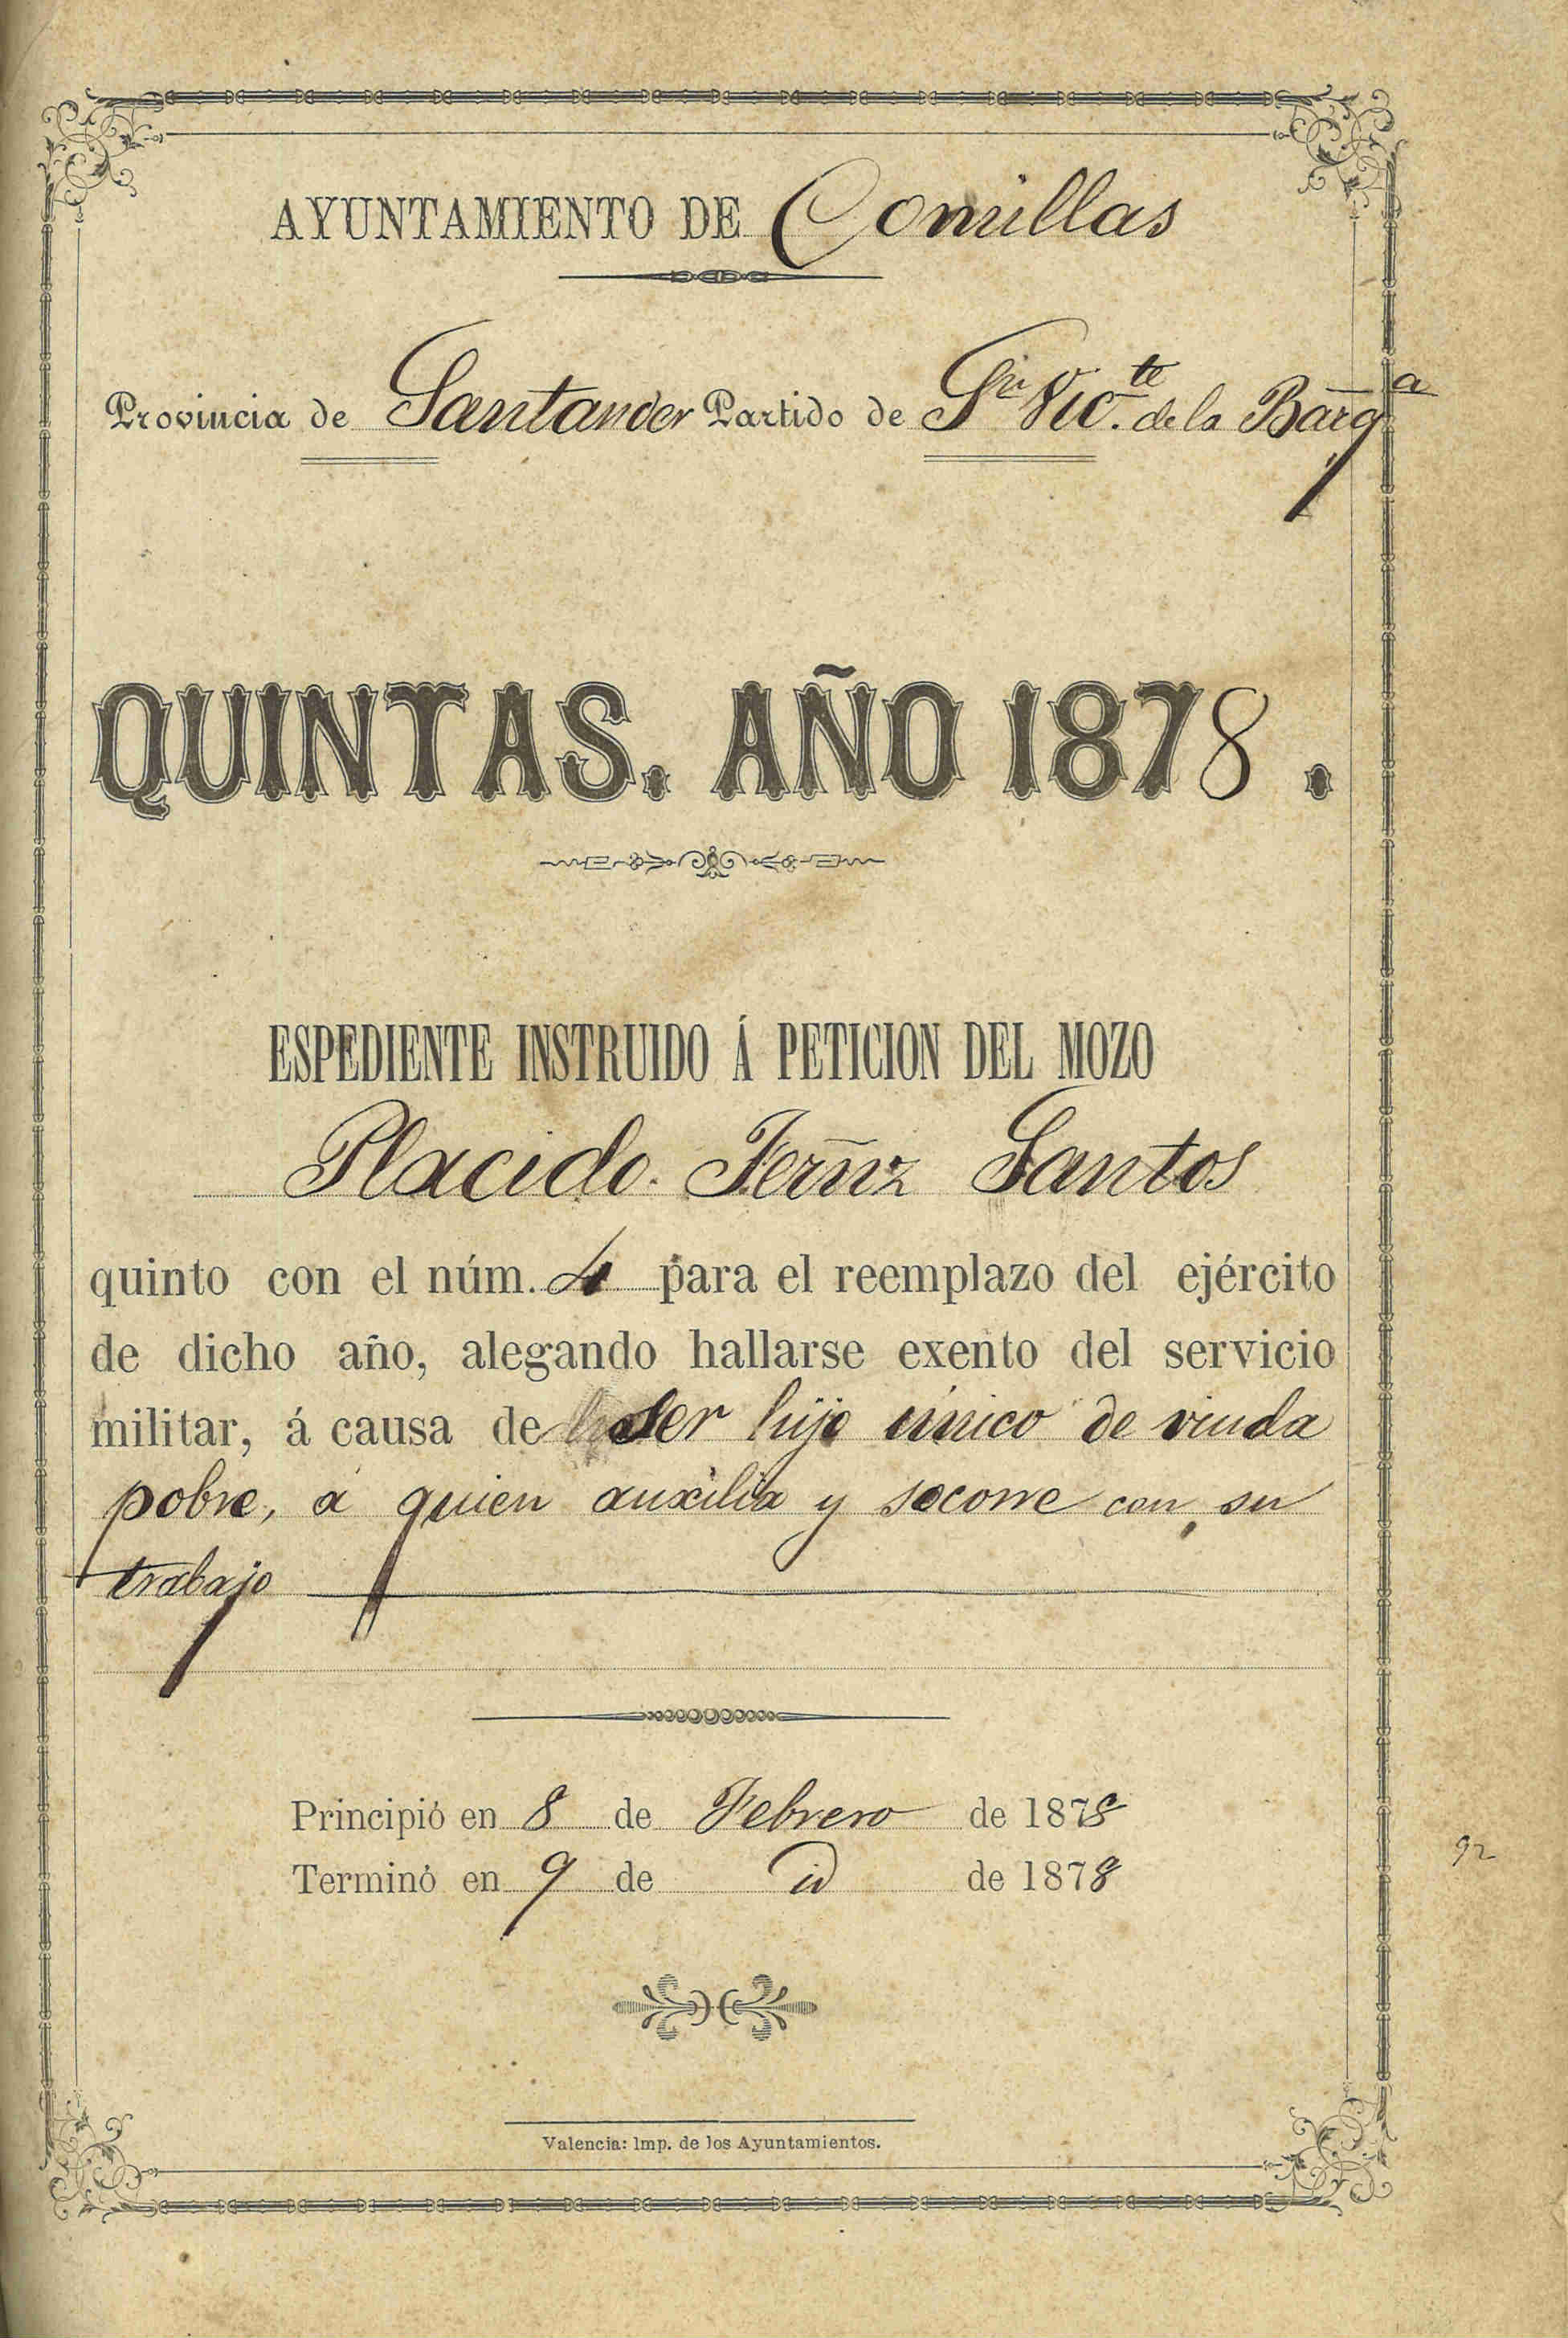 AYUNTAMIENTO DE Comillas
Provincia de Santander Partido de Sn Victe. de la Barqa
QUINTAS. AÑO 1878.
ESPEDIENTE INSTRUIDO Á PETICION DEL MOZO
Placido. Fernz Santos
quinto con el núm. 4 para el reemplazo del ejército
de dicho año, alegando hallarse exento del servicio
militar, á causa de ser hijo único de viuda
pobre, á quien auxilia y socorre con su
trabajo
Principió en 8 de Febrero de 1878
Terminó en 9 de id de 1878
92
Valencia: Imp. de los Ayuntamientos.